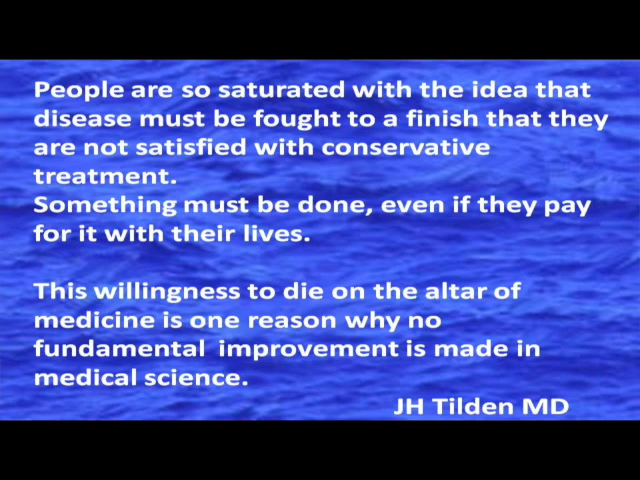 People are so saturated with the idea that
disease must be fought to a finish that they
are not satisfied with conservative
treatment.
Something must be done, even if they pay
for it with their lives.
This willingness to die on the altar of
medicine is one reason why no
fundamental improvement is made in
medical science.
JH Tilden MD